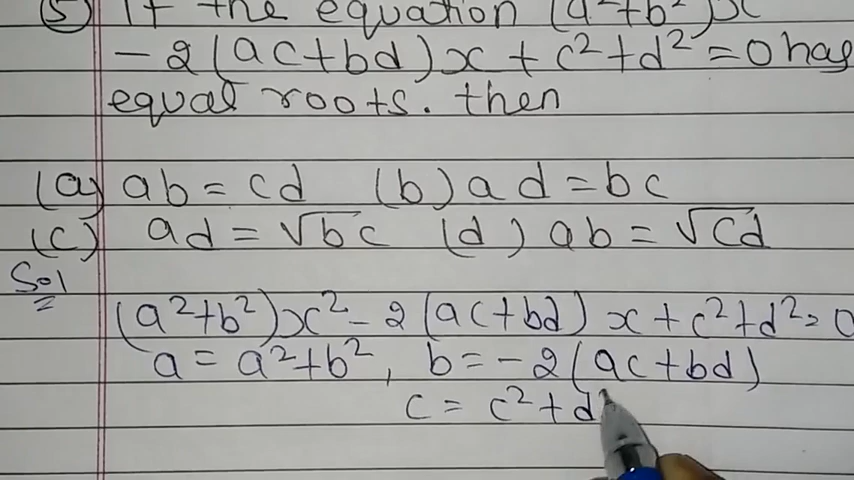 (5) If the equation (a²+b²)x²
- 2(ac+bd)x + c²+d² = 0 has
equal roots. then
(a) ab = cd (b) ad = bc
(c) ad = √bc (d) ab = √cd
Sol
(a²+b²)x² - 2(ac+bd) x + c²+d² = 0
a = a²+b², b = -2(ac+bd)
c = c²+d